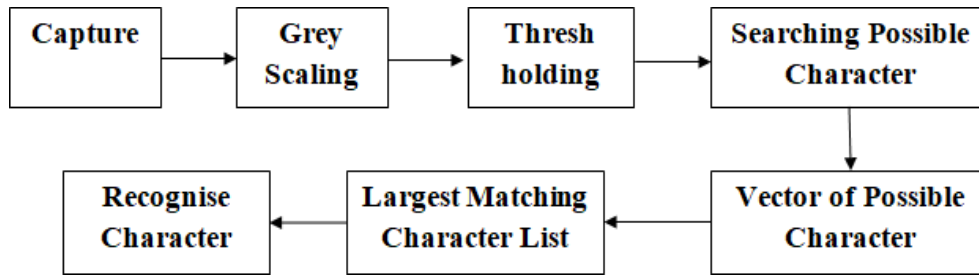 Capture
Grey
Scaling
Thresh
holding
Searching Possible
Character
Vector of Possible
Character
Largest Matching
Character List
Recognise
Character